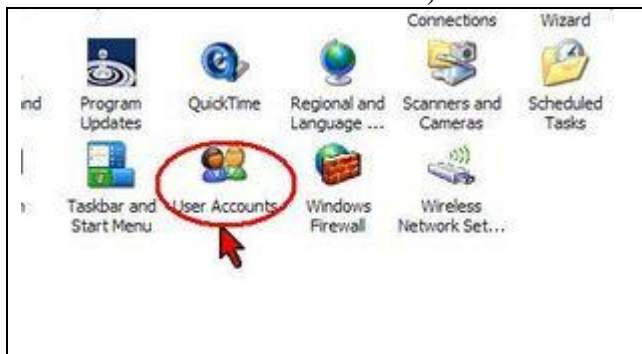 Connections Wizard
nd Program Updates QuickTime Regional and Language ... Scanners and Cameras Scheduled Tasks
Taskbar and Start Menu User Accounts Windows Firewall Wireless Network Set...